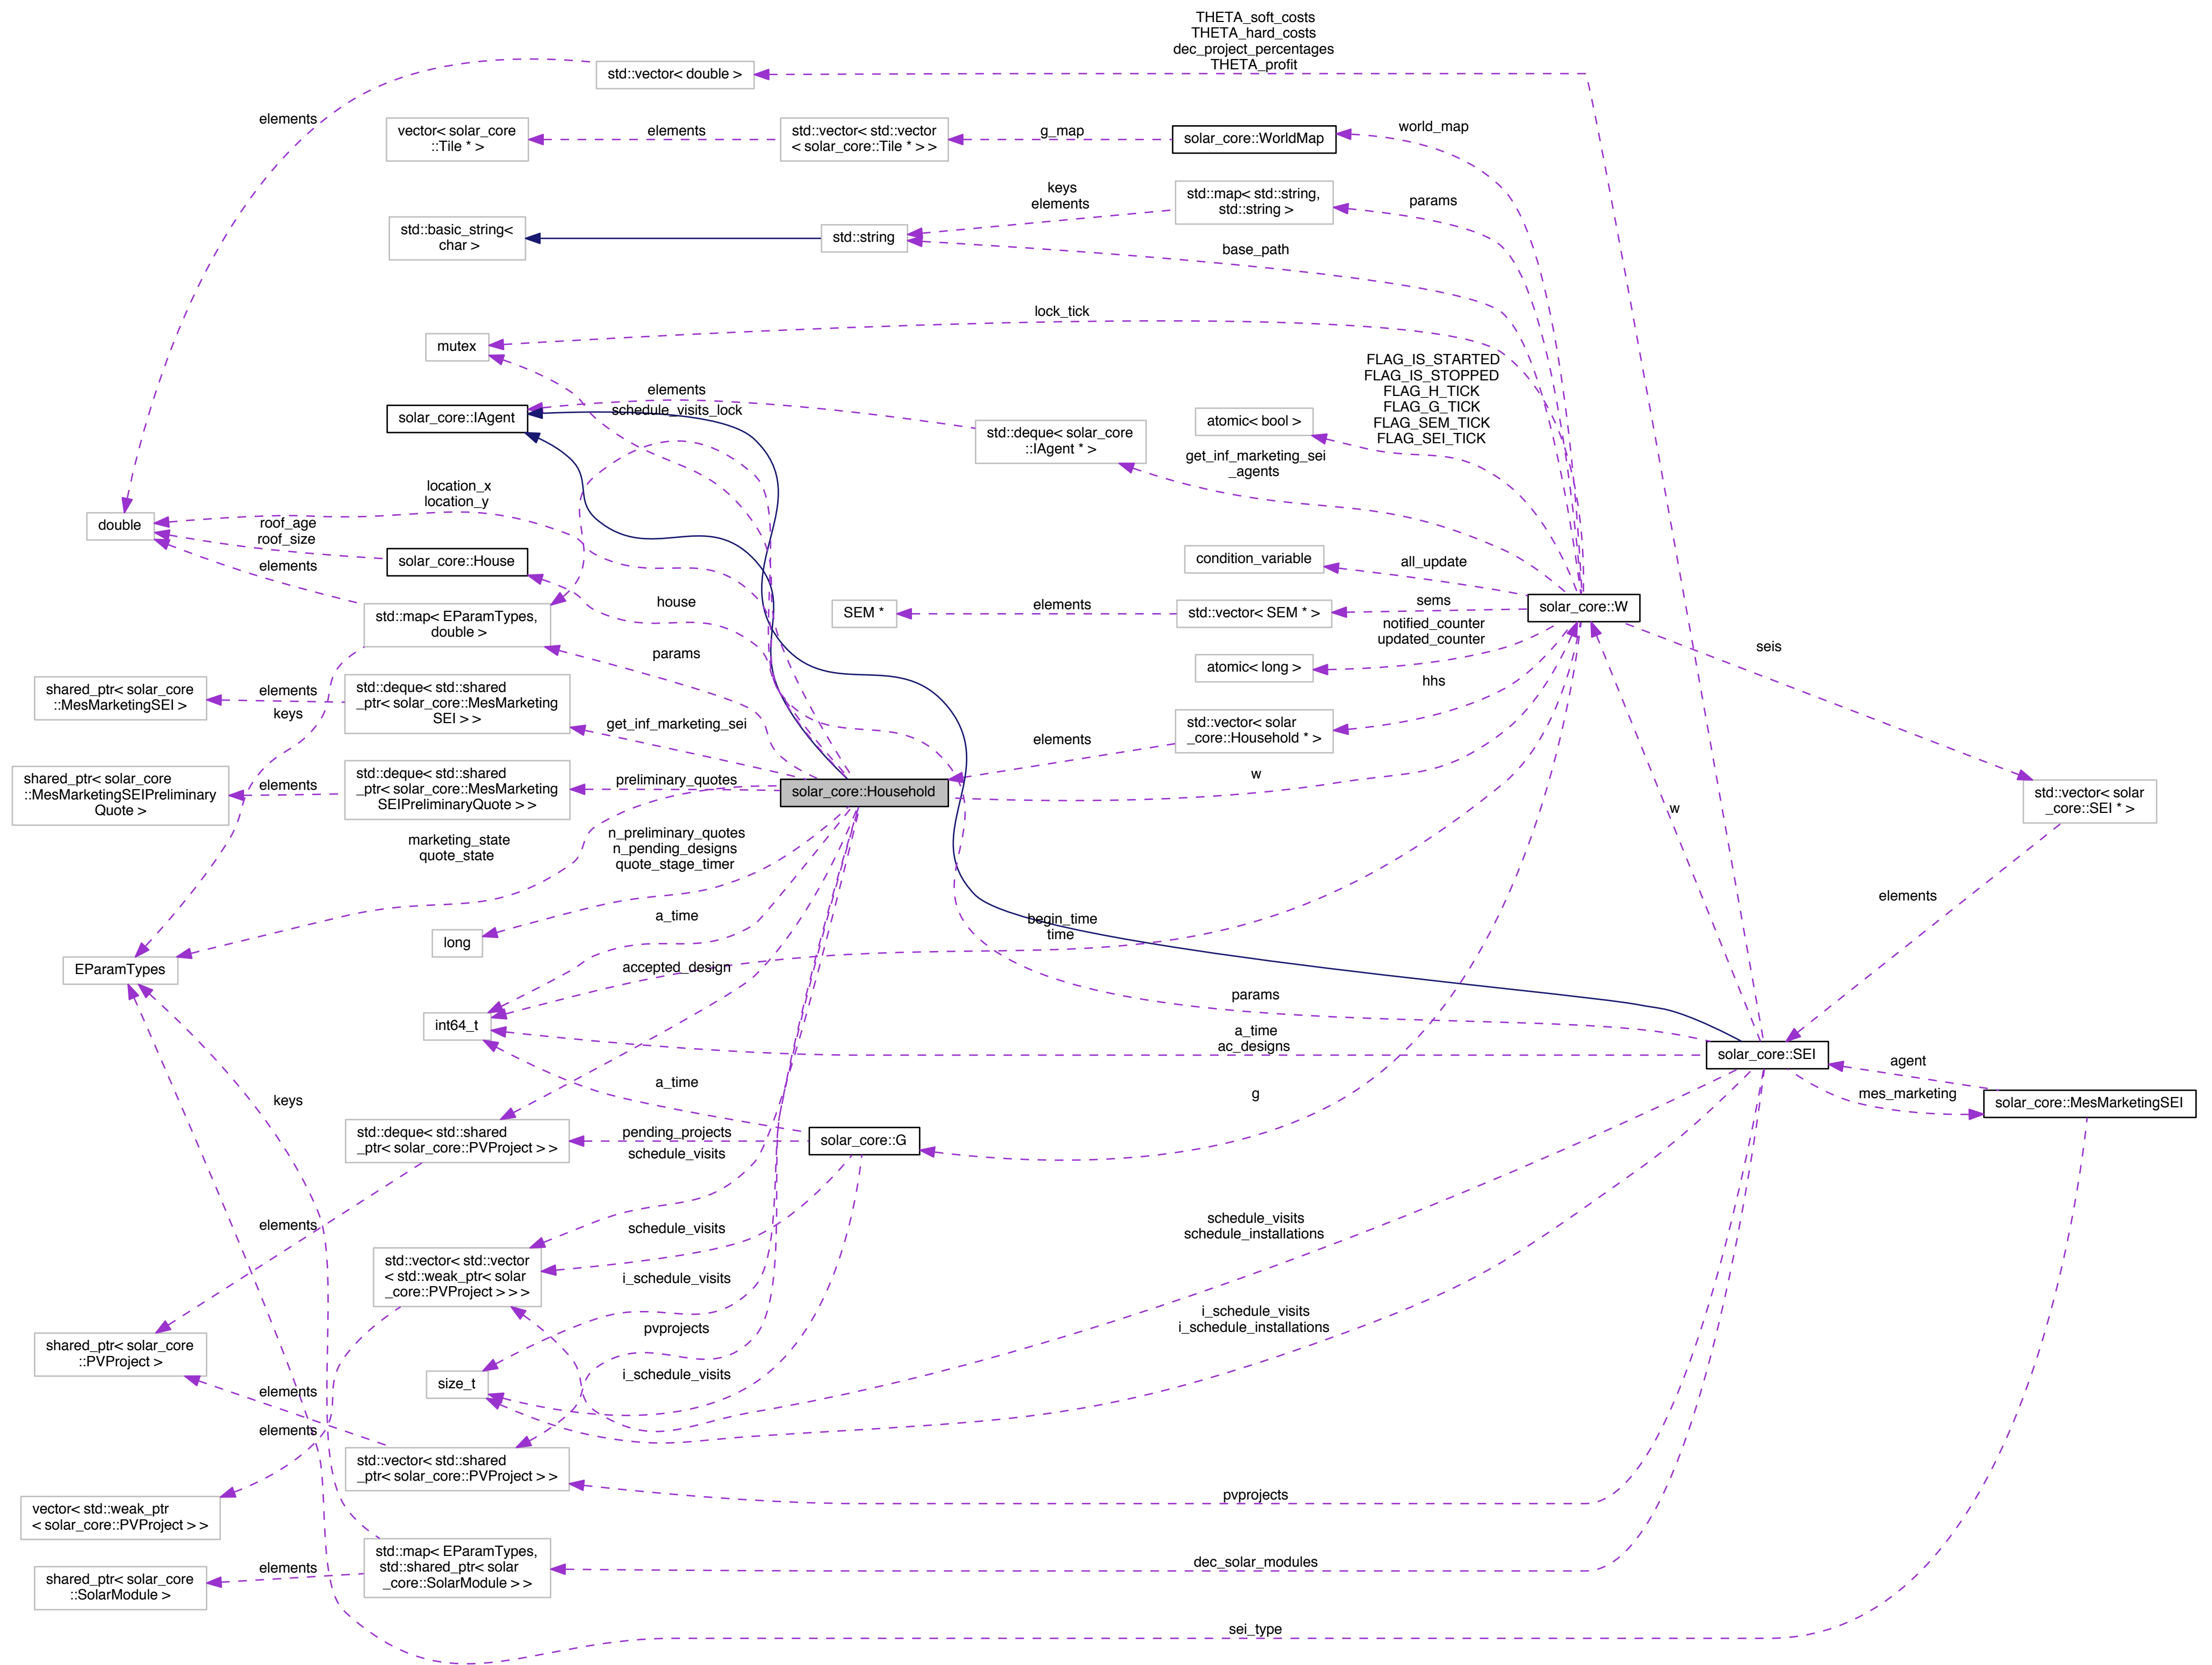 THETA_soft_costs
THETA_hard_costs
dec_project_percentages
THETA_profit
std::vector< double >
elements
vector< solar_core
::Tile * >
elements
std::vector< std::vector
< solar_core::Tile * > >
g_map
solar_core::WorldMap
world_map
keys
elements
std::map< std::string,
std::string >
params
std::basic_string<
char >
std::string
base_path
lock_tick
mutex
FLAG_IS_STARTED
FLAG_IS_STOPPED
FLAG_H_TICK
FLAG_G_TICK
FLAG_SEM_TICK
FLAG_SEI_TICK
atomic< bool >
elements
schedule_visits_lock
solar_core::IAgent
std::deque< solar_core
::IAgent * >
get_inf_marketing_sei
_agents
location_x
location_y
double
roof_age
roof_size
solar_core::House
elements
condition_variable
all_update
std::map< EParamTypes,
double >
house
SEM *
elements
std::vector< SEM * >
sems
solar_core::W
notified_counter
updated_counter
atomic< long >
seis
params
hhs
shared_ptr< solar_core
::MesMarketingSEI >
elements
std::deque< std::shared
_ptr< solar_core::MesMarketing
SEI > >
keys
get_inf_marketing_sei
elements
std::vector< solar
_core::Household * >
shared_ptr< solar_core
::MesMarketingSEIPreliminary
Quote >
elements
std::deque< std::shared
_ptr< solar_core::MesMarketing
SEIPreliminaryQuote > >
preliminary_quotes
solar_core::Household
w
w
std::vector< solar
_core::SEI * >
marketing_state
quote_state
n_preliminary_quotes
n_pending_designs
quote_stage_timer
elements
long
a_time
begin_time
time
EParamTypes
accepted_design
params
int64_t
a_time
ac_designs
solar_core::SEI
agent
mes_marketing
solar_core::MesMarketingSEI
keys
a_time
g
std::deque< std::shared
_ptr< solar_core::PVProject > >
pending_projects
schedule_visits
solar_core::G
elements
schedule_visits
schedule_visits
schedule_installations
std::vector< std::vector
< std::weak_ptr< solar
_core::PVProject > > >
i_schedule_visits
i_schedule_visits
i_schedule_installations
pvprojects
shared_ptr< solar_core
::PVProject >
size_t
i_schedule_visits
elements
elements
std::vector< std::shared
_ptr< solar_core::PVProject > >
pvprojects
vector< std::weak_ptr
< solar_core::PVProject > >
shared_ptr< solar_core
::SolarModule >
elements
std::map< EParamTypes,
std::shared_ptr< solar
_core::SolarModule > >
dec_solar_modules
sei_type